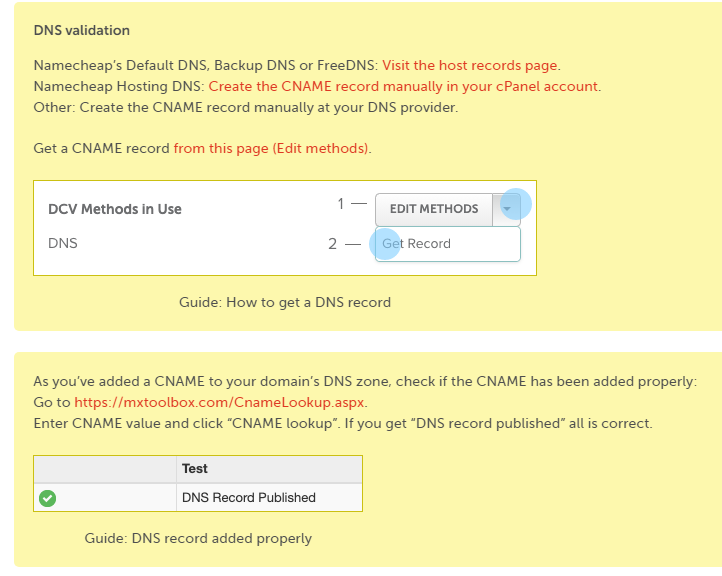 DNS validation
Namecheap’s Default DNS, Backup DNS or FreeDNS: Visit the host records page.
Namecheap Hosting DNS: Create the CNAME record manually in your cPanel account.
Other: Create the CNAME record manually at your DNS provider.
Get a CNAME record from this page (Edit methods).
DCV Methods in Use 1 — EDIT METHODS
DNS 2 — Get Record
Guide: How to get a DNS record
As you’ve added a CNAME to your domain’s DNS zone, check if the CNAME has been added properly:
Go to https://mxtoolbox.com/CnameLookup.aspx.
Enter CNAME value and click “CNAME lookup”. If you get “DNS record published” all is correct.
Test
DNS Record Published
Guide: DNS record added properly